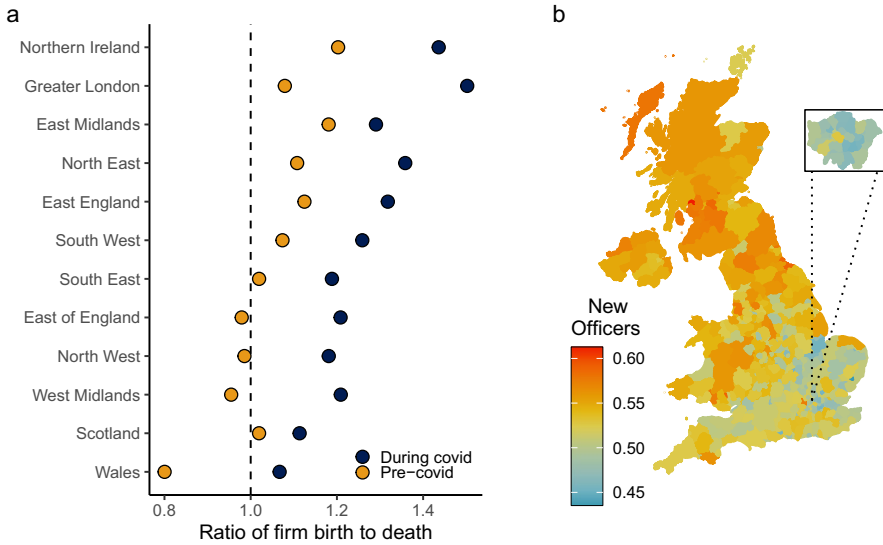 a
Northern Ireland
Greater London
East Midlands
North East
East England
South West
South East
East of England
North West
West Midlands
Scotland
Wales
During covid
Pre−covid
0.8
1.0
1.2
1.4
Ratio of firm birth to death
b
New
Officers
0.60
0.55
0.50
0.45